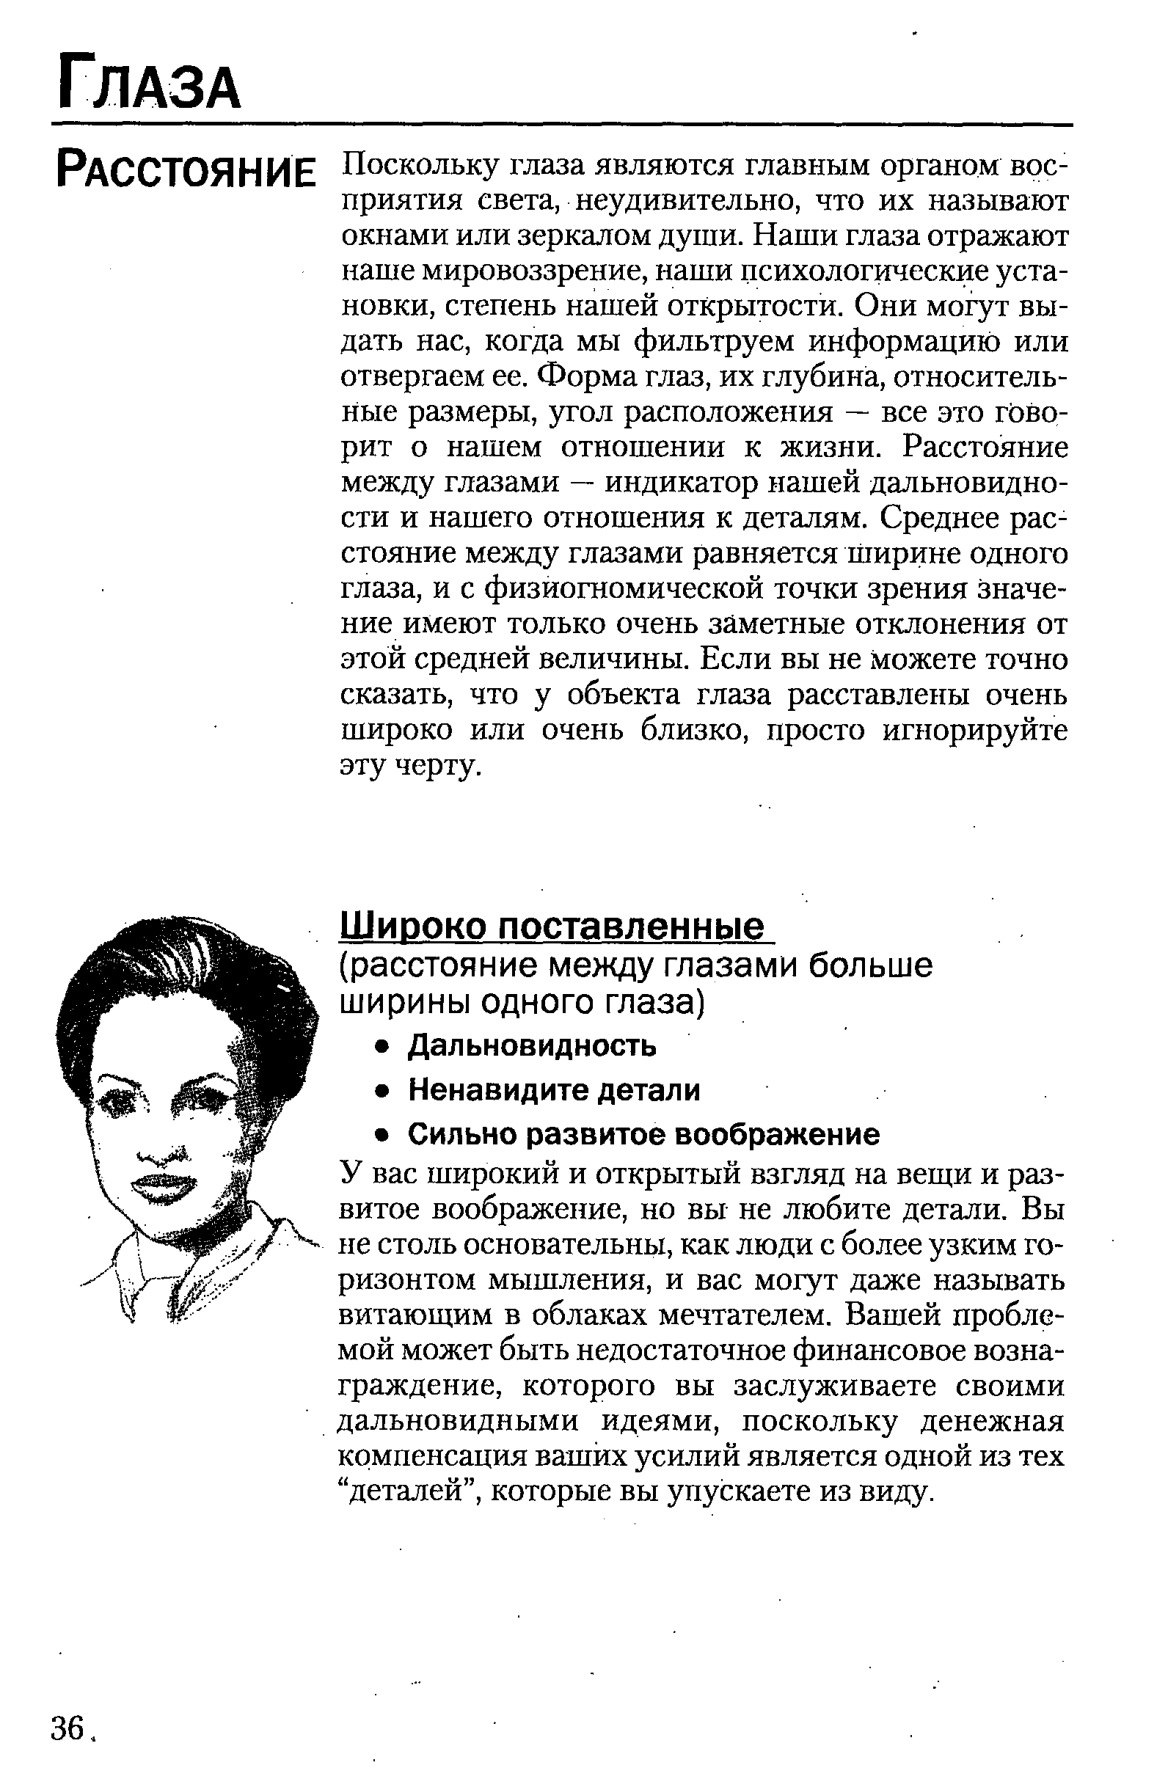 Глаза
Расстояние
Поскольку глаза являются главным органом вос-
приятия света, неудивительно, что их называют
окнами или зеркалом души. Наши глаза отражают
наше мировоззрение, наши психологические уста-
новки, степень нашей открытости. Они могут вы-
дать нас, когда мы фильтруем информацию или
отвергаем ее. Форма глаз, их глубина, относитель-
ные размеры, угол расположения — все это гово-
рит о нашем отношении к жизни. Расстояние
между глазами — индикатор нашей дальновидно-
сти и нашего отношения к деталям. Среднее рас-
стояние между глазами равняется ширине одного
глаза, и с физиогномической точки зрения значе-
ние имеют только очень заметные отклонения от
этой средней величины. Если вы не можете точно
сказать, что у объекта глаза расставлены очень
широко или очень близко, просто игнорируйте
эту черту.
Широко поставленные
(расстояние между глазами больше
ширины одного глаза)
• Дальновидность
• Ненавидите детали
• Сильно развитое воображение
У вас широкий и открытый взгляд на вещи и раз-
витое воображение, но вы не любите детали. Вы
не столь основательны, как люди с более узким го-
ризонтом мышления, и вас могут даже называть
витающим в облаках мечтателем. Вашей пробле-
мой может быть недостаточное финансовое возна-
граждение, которого вы заслуживаете своими
дальновидными идеями, поскольку денежная
компенсация ваших усилий является одной из тех
“деталей”, которые вы упускаете из виду.
36